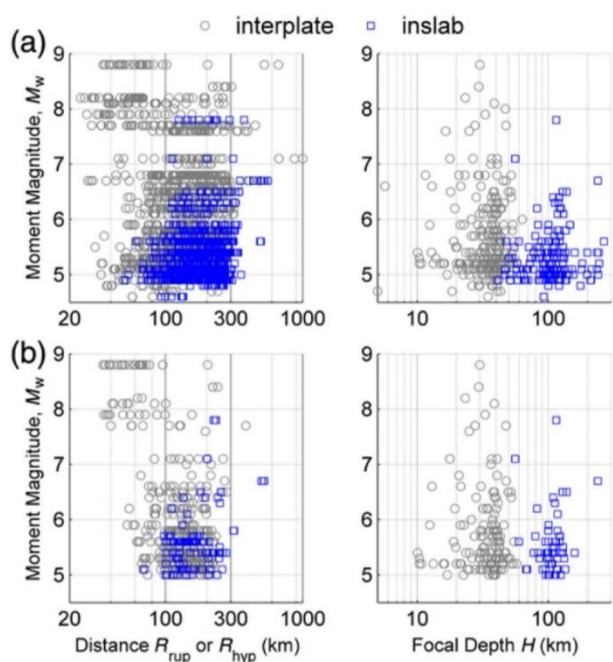 (a)
interplate
inslab
Moment Magnitude, Mw
9
8
7
6
5
20 100 300 1000
9
8
7
6
5
10 100
(b)
Moment Magnitude, Mw
9
8
7
6
5
20 100 300 1000
Distance Rrup or Rhyp (km)
9
8
7
6
5
10 100
Focal Depth H (km)